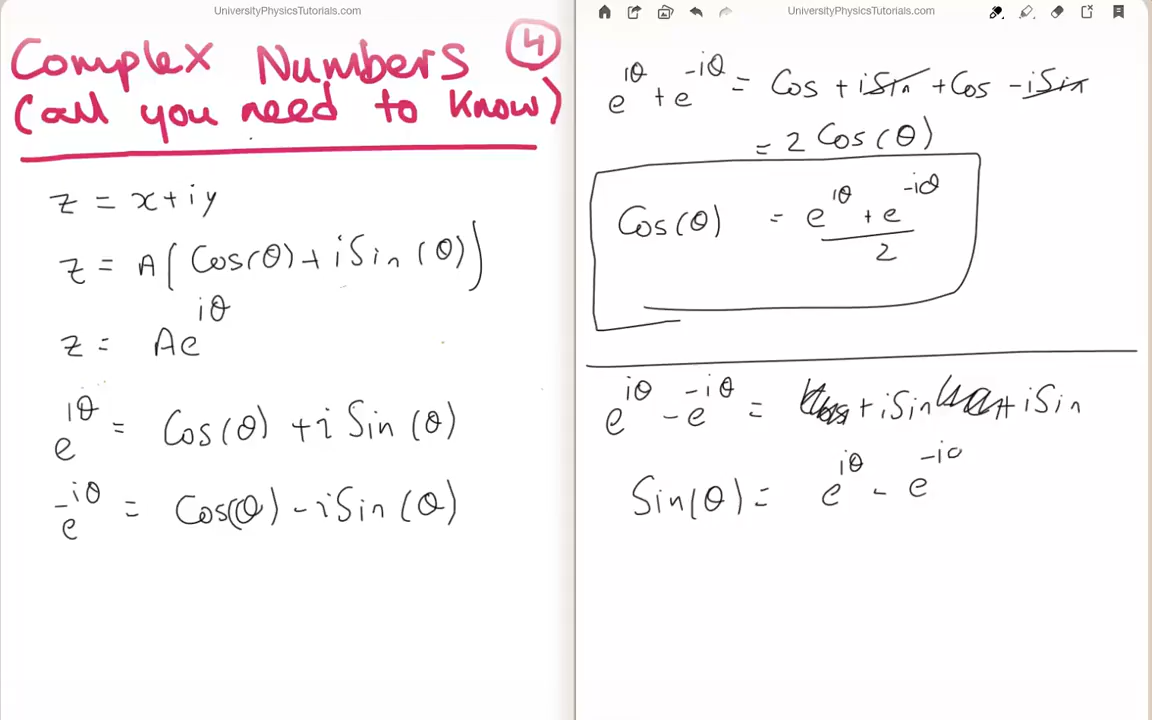 UniversityPhysicsTutorials.com
Complex Numbers 4
(all you need to know)
z = x + iy
z = A(Cos(θ) + iSin(θ))
z = Ae^{iθ}
e^{iθ} = Cos(θ) + i Sin(θ)
e^{-iθ} = Cos(θ) - iSin(θ)
UniversityPhysicsTutorials.com
e^{iθ} + e^{-iθ} = Cos + iSin + Cos - iSin
= 2 Cos(θ)
Cos(θ) = e^{iθ} + e^{-iθ} / 2
e^{iθ} - e^{-iθ} = Cos + iSin + iSin
Sin(θ) = e^{iθ} - e^{-iθ}